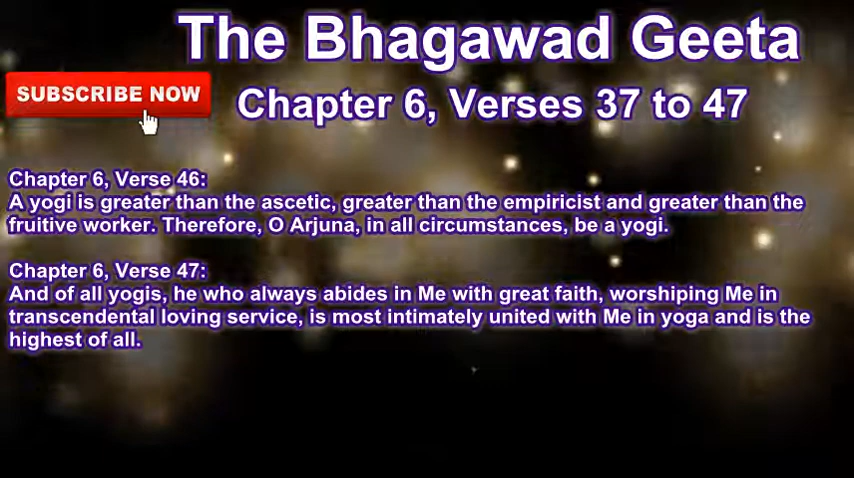 The Bhagawad Geeta
SUBSCRIBE NOW
Chapter 6, Verses 37 to 47
Chapter 6, Verse 46:
A yogi is greater than the ascetic, greater than the empiricist and greater than the
fruitive worker. Therefore, O Arjuna, in all circumstances, be a yogi.
Chapter 6, Verse 47:
And of all yogis, he who always abides in Me with great faith, worshiping Me in
transcendental loving service, is most intimately united with Me in yoga and is the
highest of all.